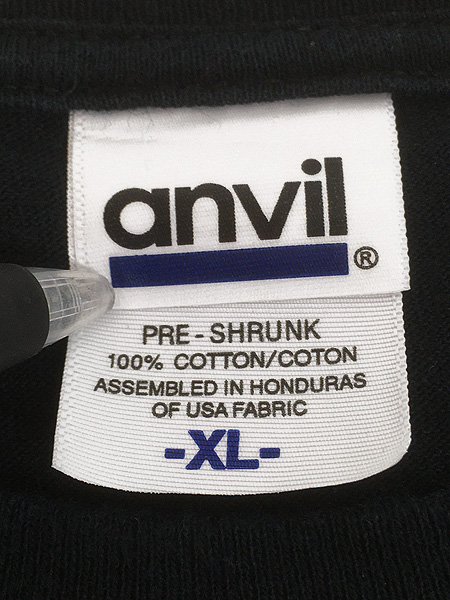 anvil®
PRE-SHRUNK
100% COTTON/COTON
ASSEMBLED IN HONDURAS
OF USA FABRIC
-XL-